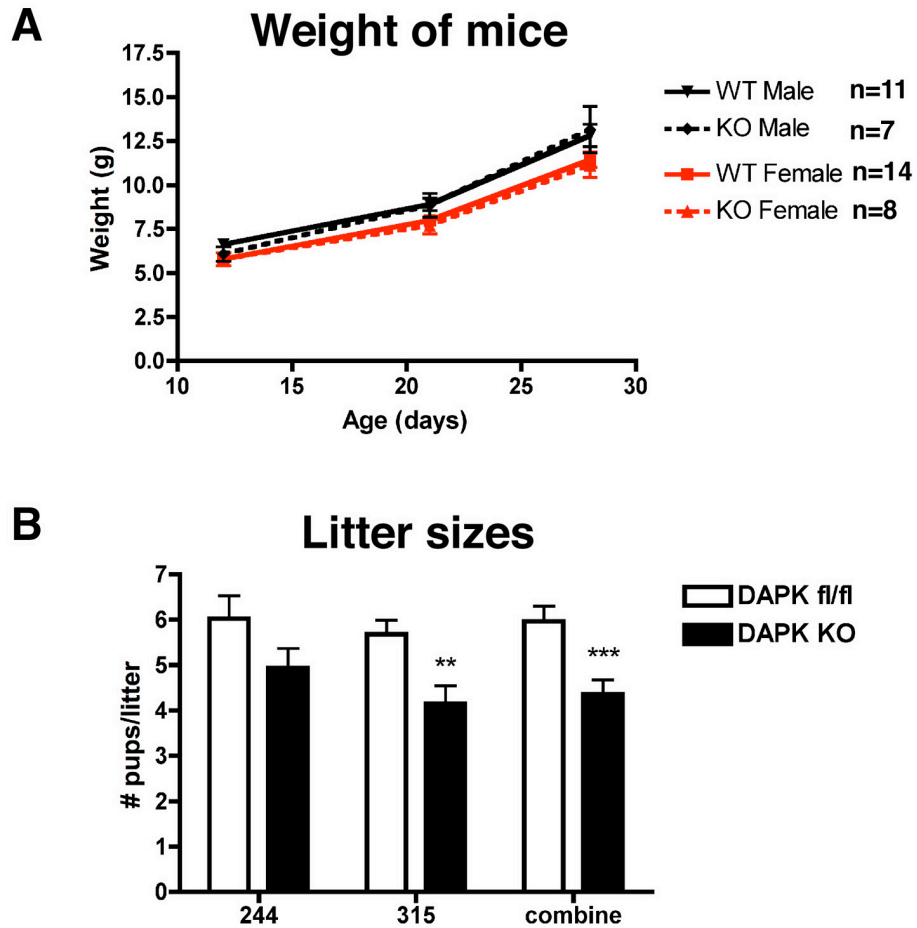 A
Weight of mice
17.5
15.0
12.5
10.0
7.5
5.0
2.5
0.0
Weight (g)
10 15 20 25 30
Age (days)
WT Male n=11
KO Male n=7
WT Female n=14
KO Female n=8
B
Litter sizes
7
6
5
4
3
2
1
0
# pups/litter
** ***
244 315 combine
DAPK fl/fl
DAPK KO